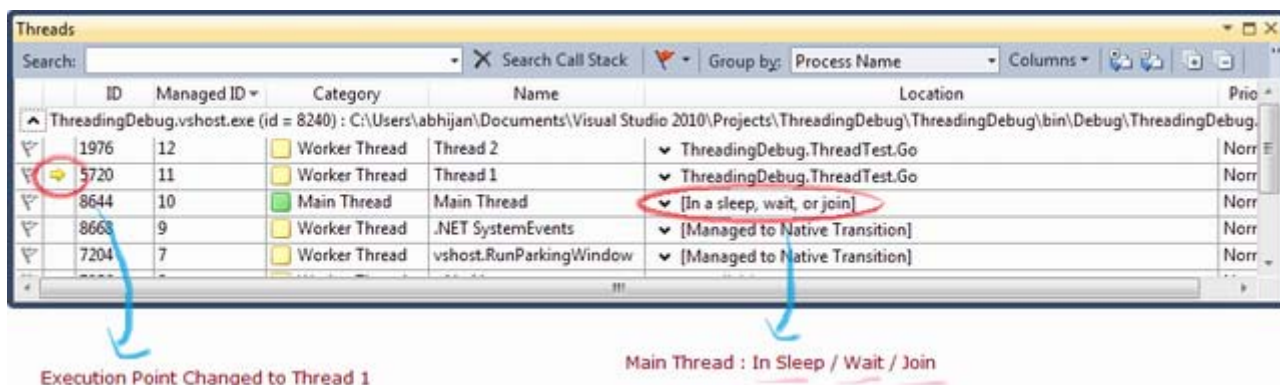 Threads
Search: Search Call Stack Group by: Process Name Columns
ID Managed ID Category Name Location Prio
ThreadingDebug.vshost.exe (id = 8240) : C:\Users\abhijan\Documents\Visual Studio 2010\Projects\ThreadingDebug\ThreadingDebug\bin\Debug\ThreadingDebug.
1976 12 Worker Thread Thread 2 ThreadingDebug.ThreadTest.Go Norr
5720 11 Worker Thread Thread 1 ThreadingDebug.ThreadTest.Go Norr
8644 10 Main Thread Main Thread [In a sleep, wait, or join] Norr
8668 9 Worker Thread .NET SystemEvents [Managed to Native Transition] Norr
7204 7 Worker Thread vshost.RunParkingWindow [Managed to Native Transition] Norr
Execution Point Changed to Thread 1
Main Thread : In Sleep / Wait / Join